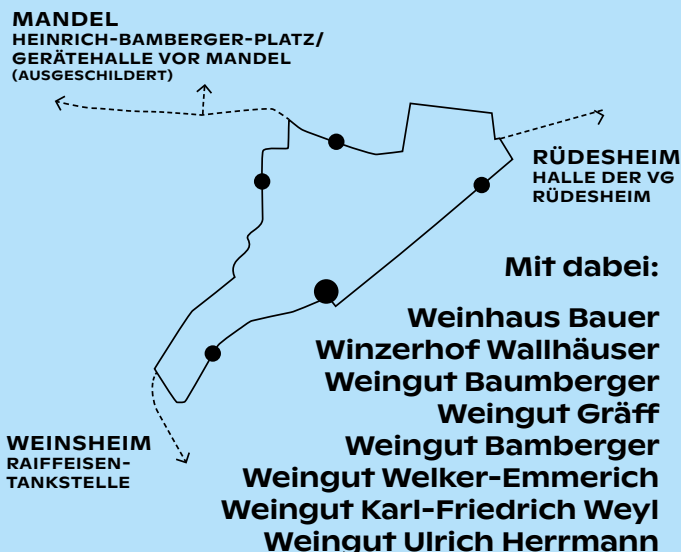 MANDEL
HEINRICH-BAMBERGER-PLATZ/
GERÄTEHALLE VOR MANDEL
(AUSGESCHILDERT)
RÜDESHEIM
HALLE DER VG
RÜDESHEIM
Mit dabei:
Weinhaus Bauer
Winzerhof Wallhäuser
Weingut Baumberger
Weingut Gräff
Weingut Bamberger
Weingut Welker-Emmerich
Weingut Karl-Friedrich Weyl
Weingut Ulrich Herrmann
WEINSHEIM
RAIFFEISEN-
TANKSTELLE